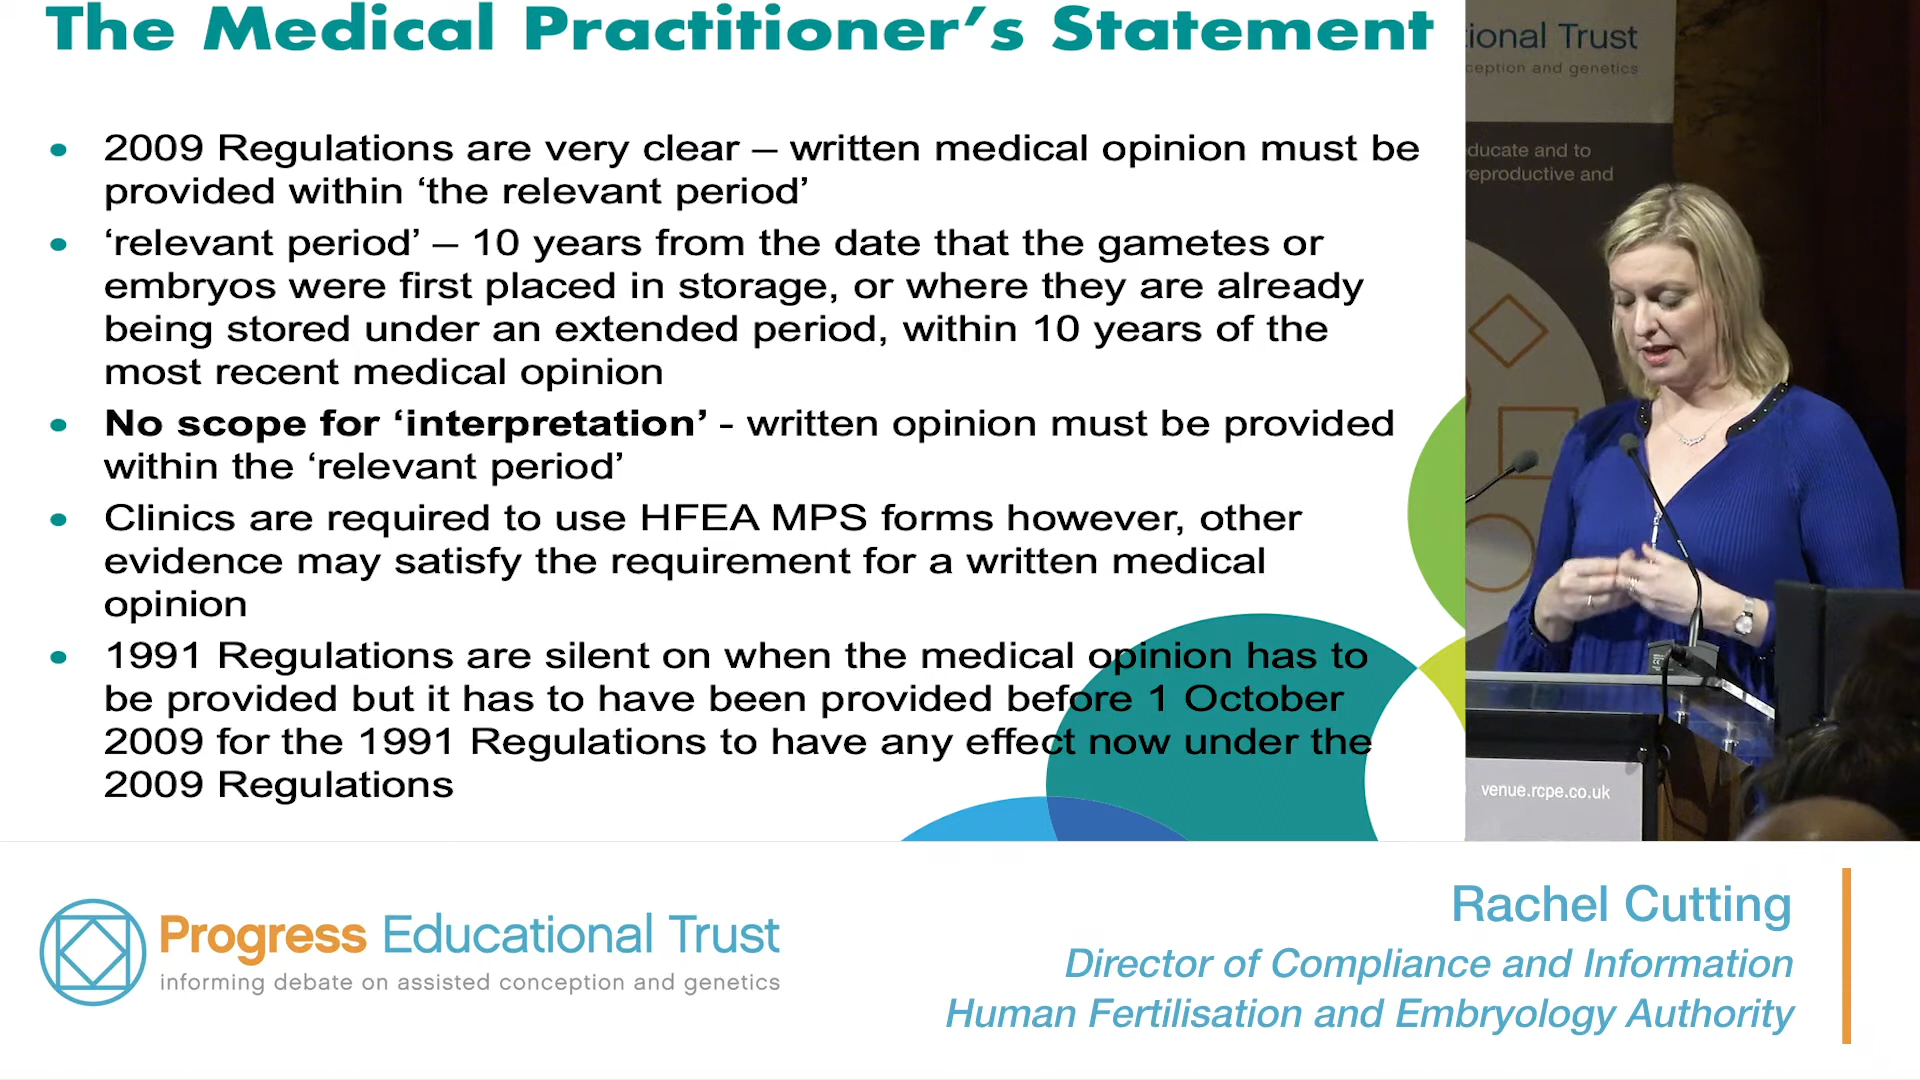 The Medical Practitioner’s Statement
• 2009 Regulations are very clear – written medical opinion must be
provided within ‘the relevant period’
• ‘relevant period’ – 10 years from the date that the gametes or
embryos were first placed in storage, or where they are already
being stored under an extended period, within 10 years of the
most recent medical opinion
• No scope for ‘interpretation’ - written opinion must be provided
within the ‘relevant period’
• Clinics are required to use HFEA MPS forms however, other
evidence may satisfy the requirement for a written medical
opinion
• 1991 Regulations are silent on when the medical opinion has to
be provided but it has to have been provided before 1 October
2009 for the 1991 Regulations to have any effect now under the
2009 Regulations
ional Trust
ception and genetics
ducate and to
reproductive and
venue.rcpe.co.uk
Progress Educational Trust
informing debate on assisted conception and genetics
Rachel Cutting
Director of Compliance and Information
Human Fertilisation and Embryology Authority